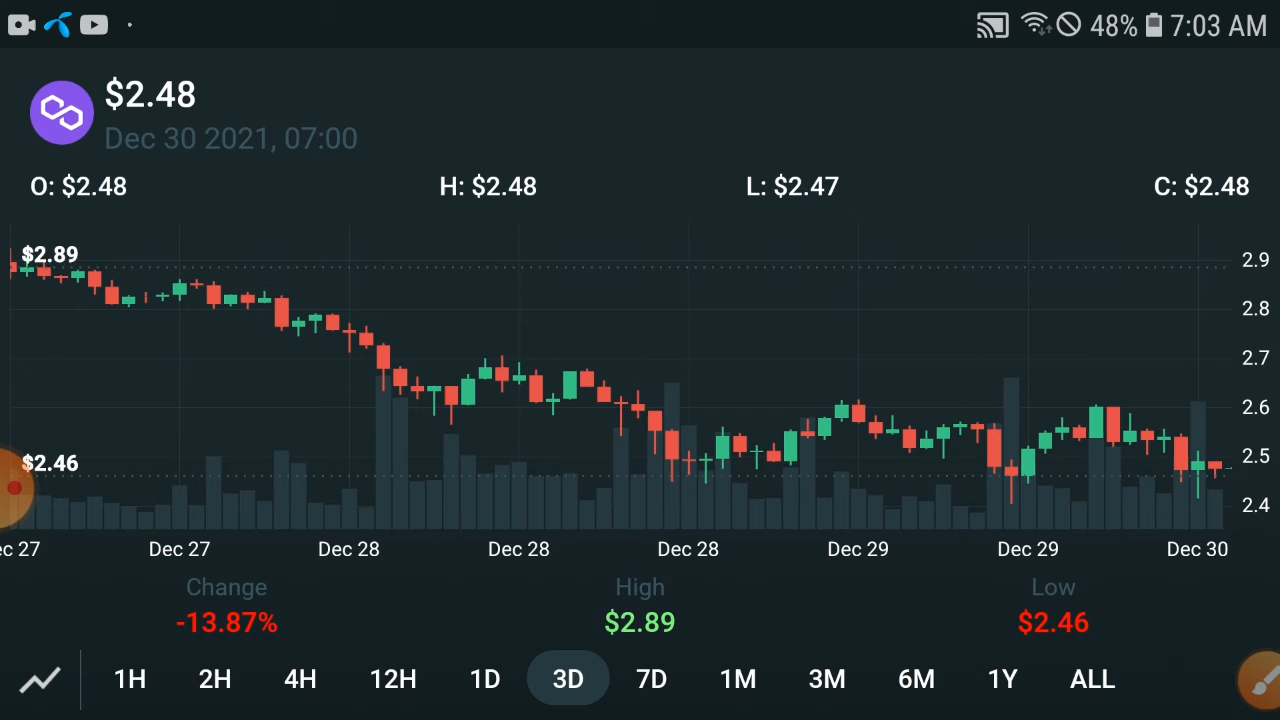 48% 7:03 AM
$2.48
Dec 30 2021, 07:00
O: $2.48 H: $2.48 L: $2.47 C: $2.48
$2.89
2.9
2.8
2.7
2.6
$2.46
2.5
2.4
ec 27 Dec 27 Dec 28 Dec 28 Dec 28 Dec 29 Dec 29 Dec 30
Change High Low
-13.87% $2.89 $2.46
1H 2H 4H 12H 1D 3D 7D 1M 3M 6M 1Y ALL